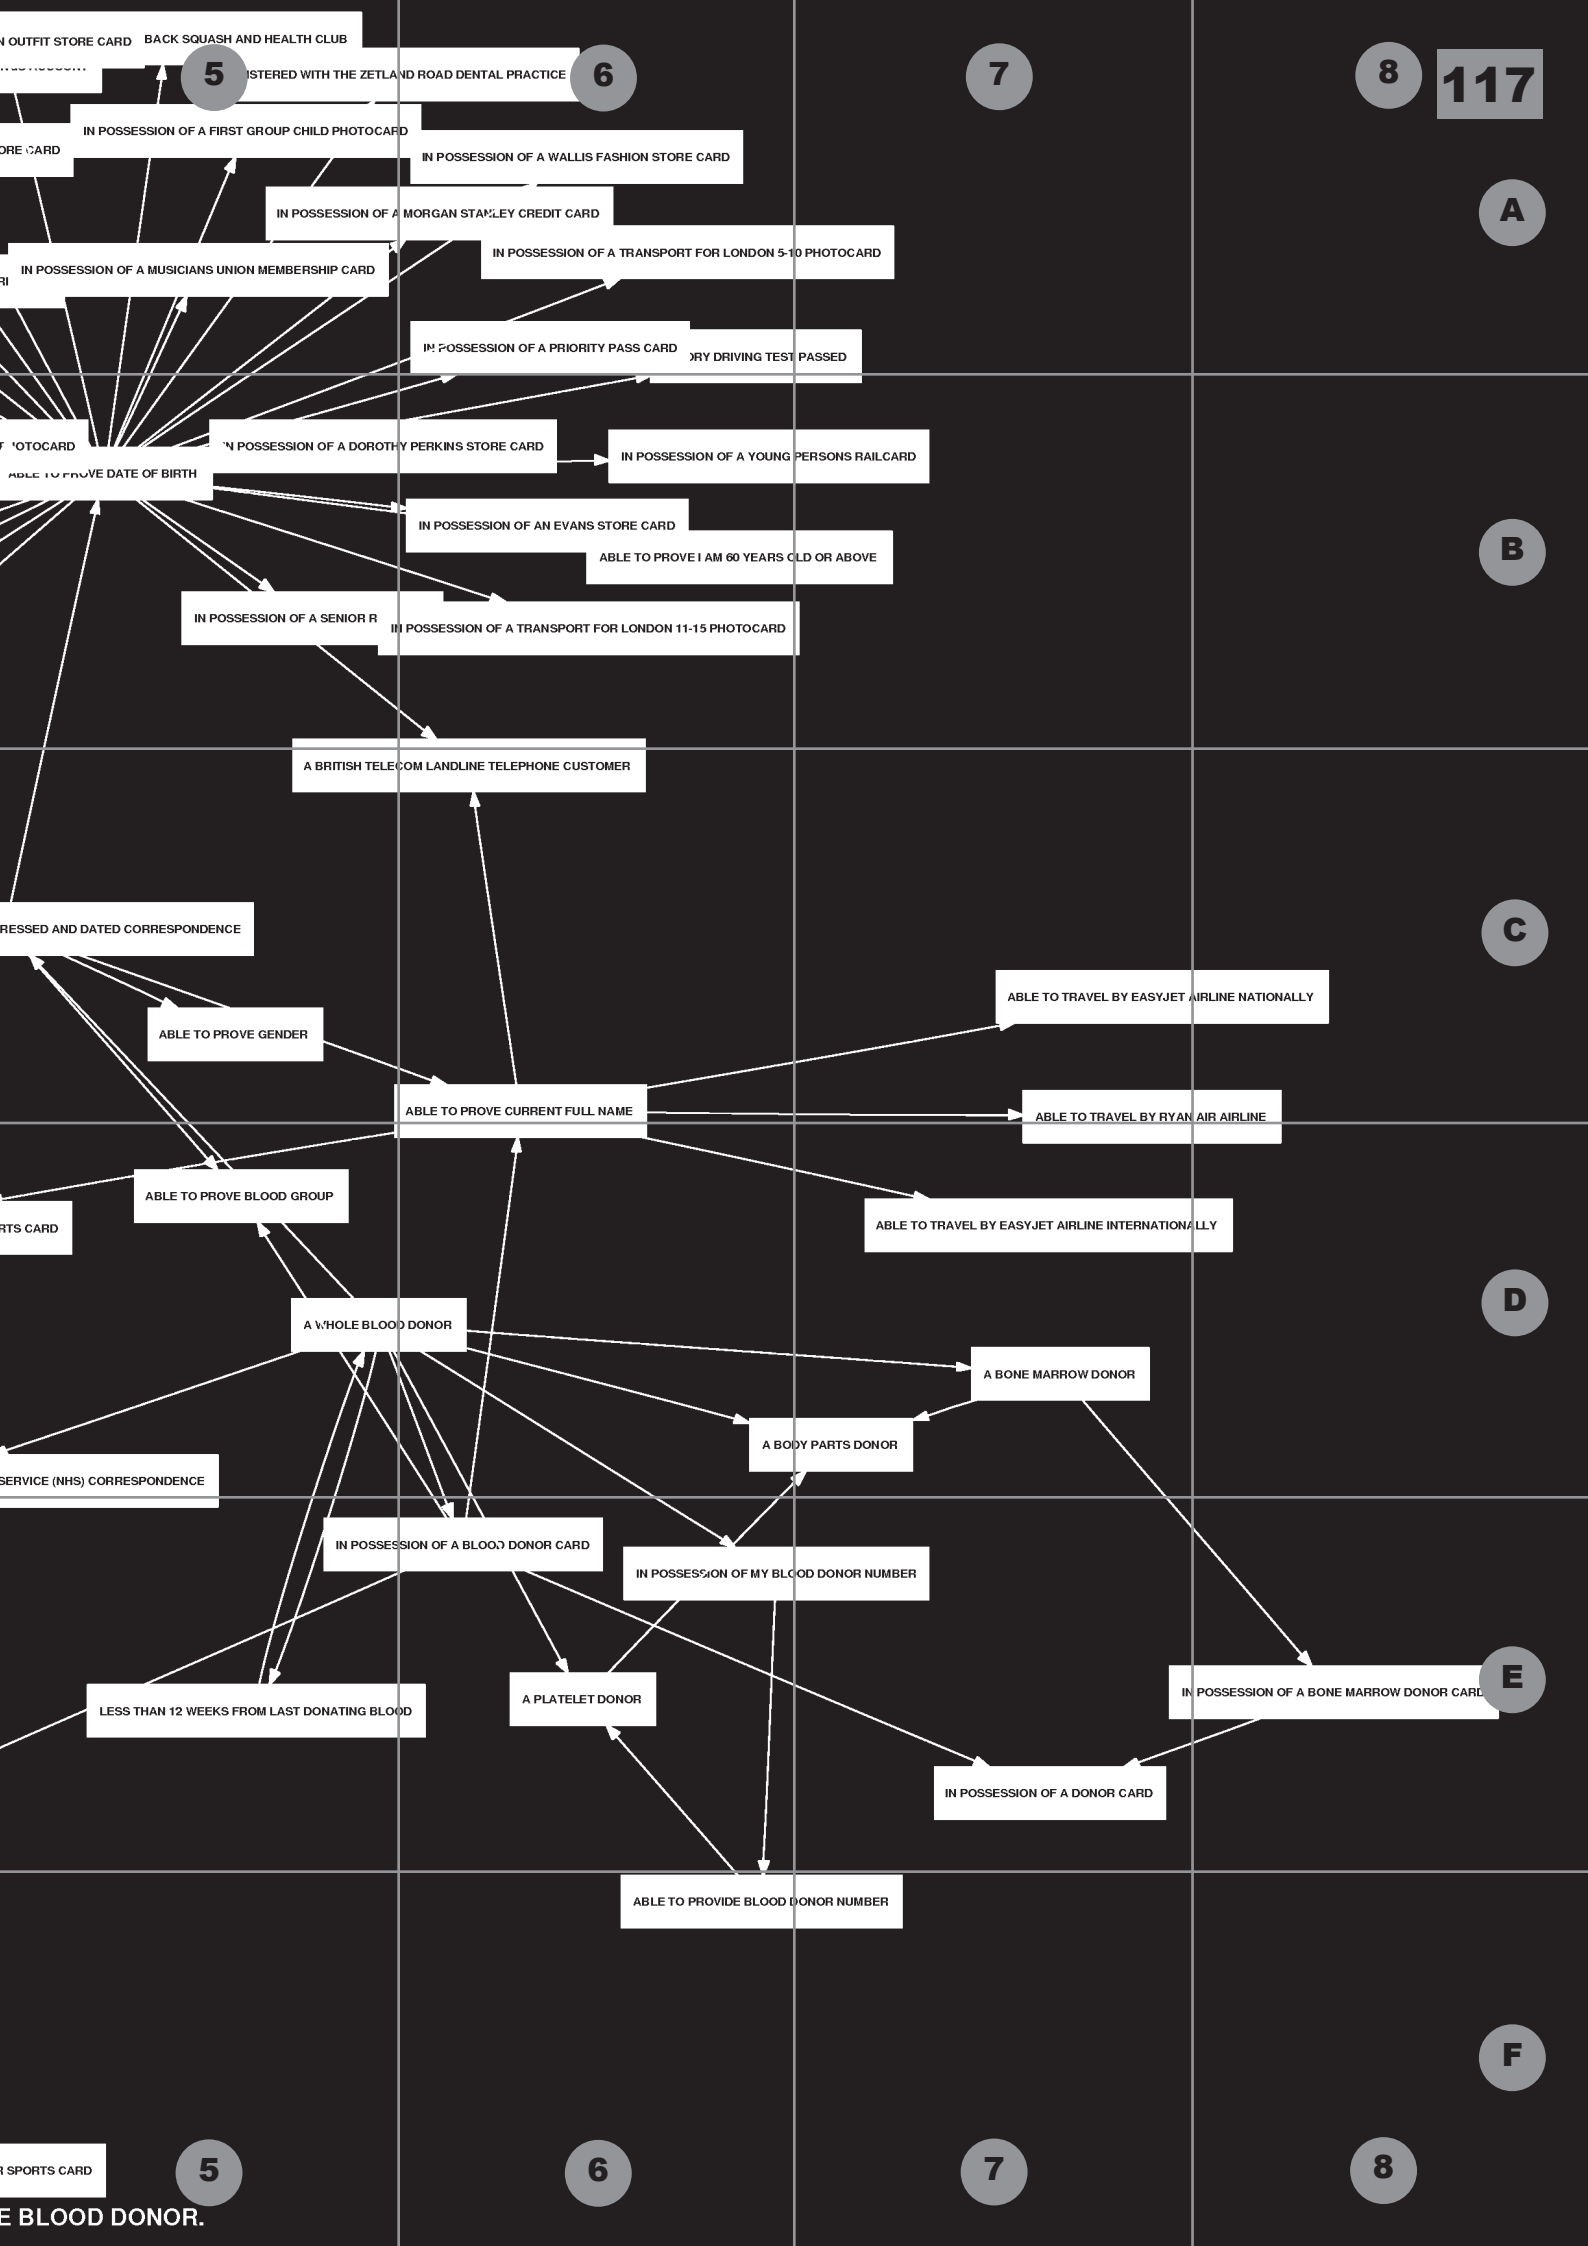 N OUTFIT STORE CARD
BACK SQUASH AND HEALTH CLUB
5
ISTERED WITH THE ZETLAND ROAD DENTAL PRACTICE
6
7
8
117
IN POSSESSION OF A FIRST GROUP CHILD PHOTOCARD
ORE CARD
IN POSSESSION OF A WALLIS FASHION STORE CARD
A
IN POSSESSION OF A MORGAN STANLEY CREDIT CARD
IN POSSESSION OF A TRANSPORT FOR LONDON 5-10 PHOTOCARD
IN POSSESSION OF A MUSICIANS UNION MEMBERSHIP CARD
RI
IN POSSESSION OF A PRIORITY PASS CARD
ORY DRIVING TEST PASSED
OTOCARD
IN POSSESSION OF A DOROTHY PERKINS STORE CARD
IN POSSESSION OF A YOUNG PERSONS RAILCARD
ABLE TO PROVE DATE OF BIRTH
IN POSSESSION OF AN EVANS STORE CARD
B
ABLE TO PROVE I AM 60 YEARS OLD OR ABOVE
IN POSSESSION OF A SENIOR R
IN POSSESSION OF A TRANSPORT FOR LONDON 11-15 PHOTOCARD
A BRITISH TELECOM LANDLINE TELEPHONE CUSTOMER
RESSED AND DATED CORRESPONDENCE
C
ABLE TO TRAVEL BY EASYJET AIRLINE NATIONALLY
ABLE TO PROVE GENDER
ABLE TO PROVE CURRENT FULL NAME
ABLE TO TRAVEL BY RYAN AIR AIRLINE
ABLE TO PROVE BLOOD GROUP
RTS CARD
ABLE TO TRAVEL BY EASYJET AIRLINE INTERNATIONALLY
D
A WHOLE BLOOD DONOR
A BONE MARROW DONOR
A BODY PARTS DONOR
SERVICE (NHS) CORRESPONDENCE
IN POSSESSION OF A BLOOD DONOR CARD
IN POSSESSION OF MY BLOOD DONOR NUMBER
E
IN POSSESSION OF A BONE MARROW DONOR CARD
A PLATELET DONOR
LESS THAN 12 WEEKS FROM LAST DONATING BLOOD
IN POSSESSION OF A DONOR CARD
ABLE TO PROVIDE BLOOD DONOR NUMBER
F
R SPORTS CARD
5
6
7
8
E BLOOD DONOR.